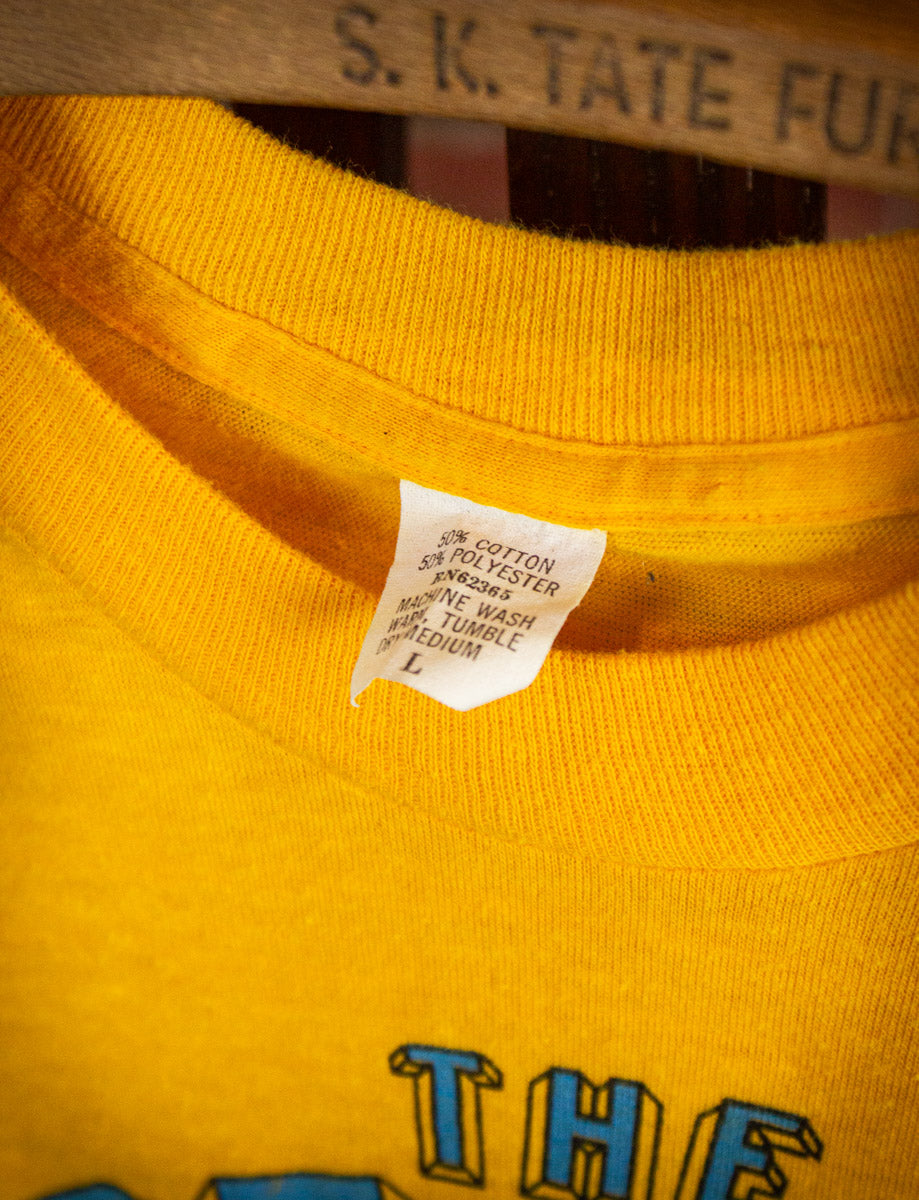 S. K. TATE FUR
50% COTTON
50% POLYESTER
RN62365
MACHINE WASH
WARM, TUMBLE
DRY MEDIUM
L
THE